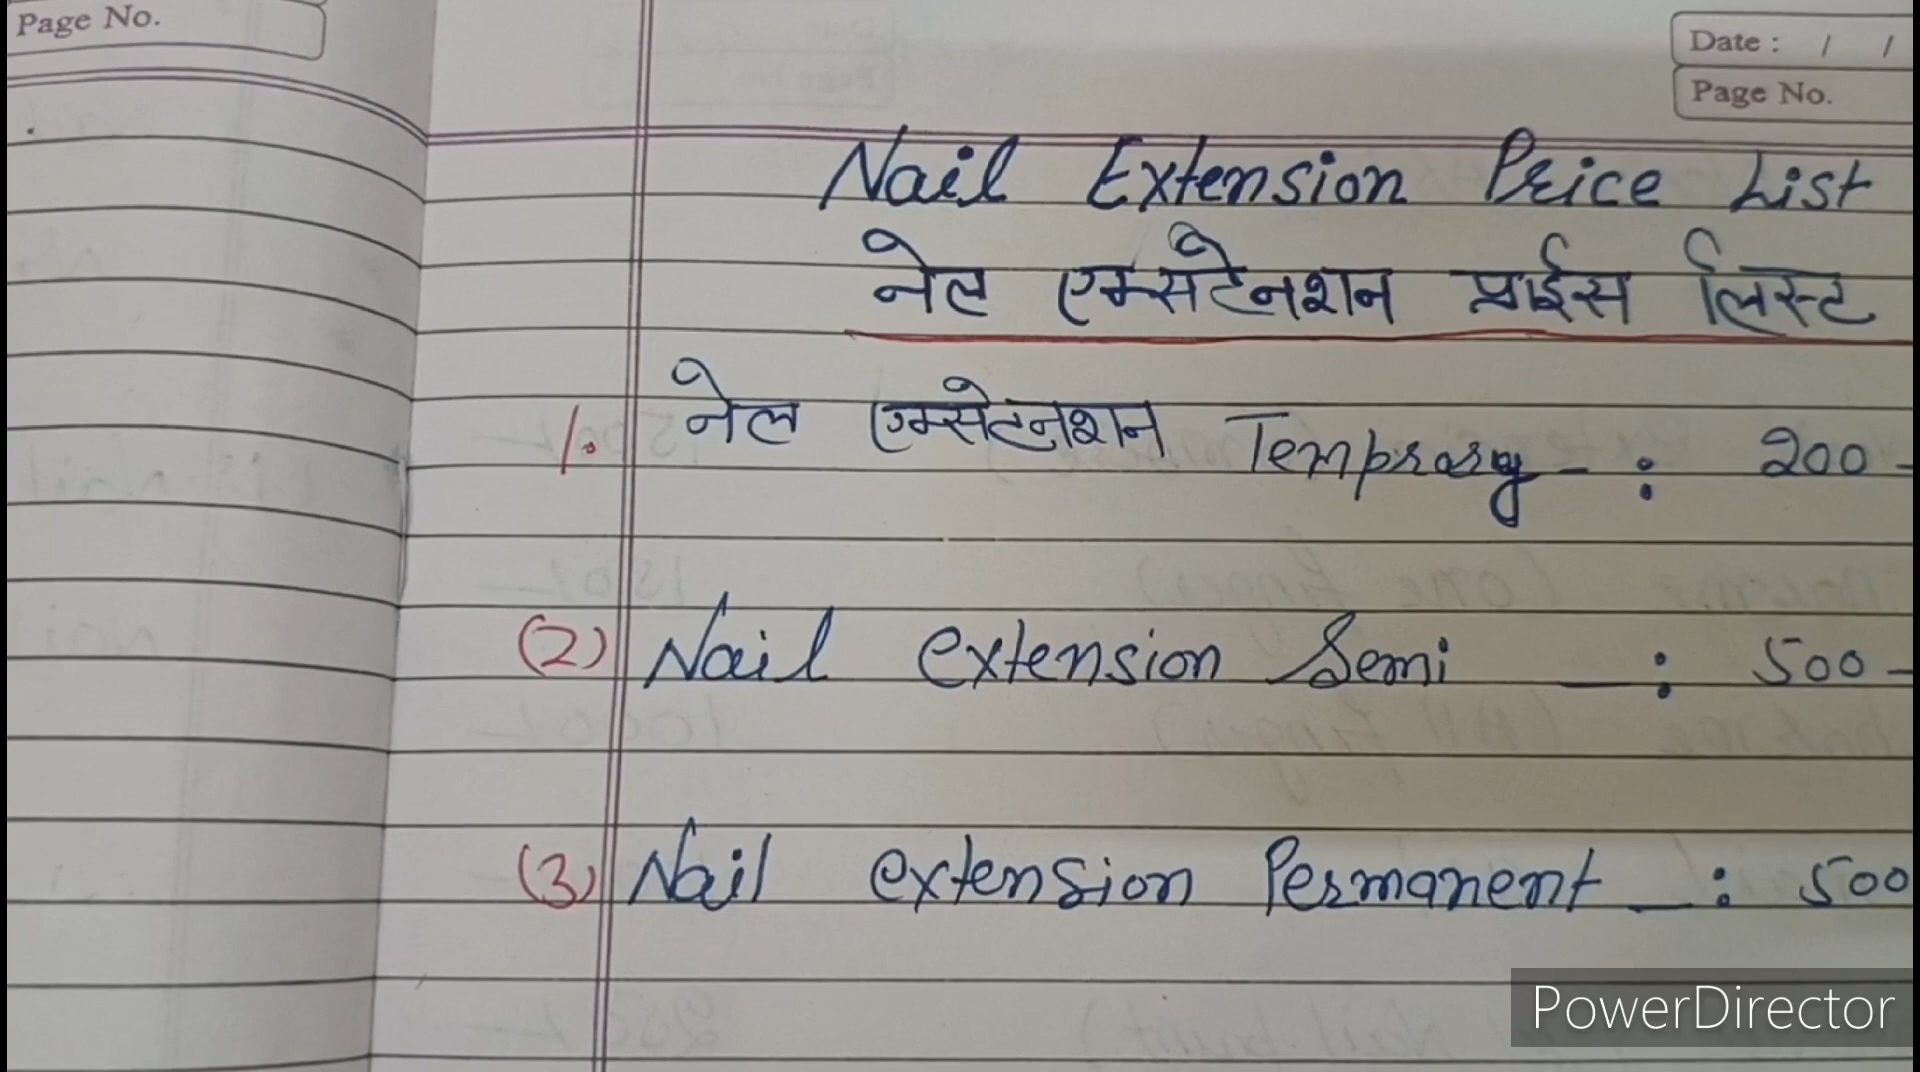 Page No.
Date : / /
Page No.
Nail Extension Price List
नेल एक्सटेनशन प्राईस लिस्ट
1. नेल एक्सटेनशन Temprary - : 200 -
(2) Nail extension Semi - : 500 -
(3) Nail extension Permanent - : 500
PowerDirector